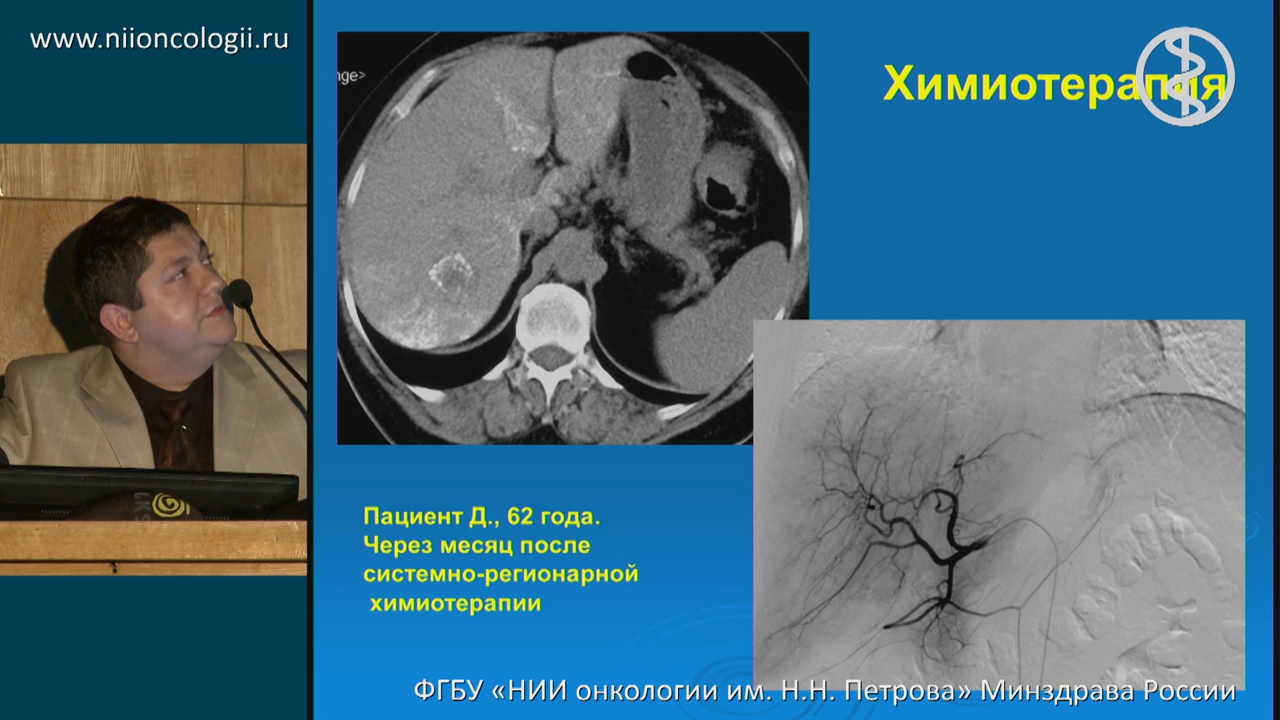 www.niioncologii.ru
nge>
Химиотерапия
Пациент Д., 62 года.
Через месяц после
системно-регионарной
химиотерапии
ФГБУ «НИИ онкологии им. Н.Н. Петрова» Минздрава России